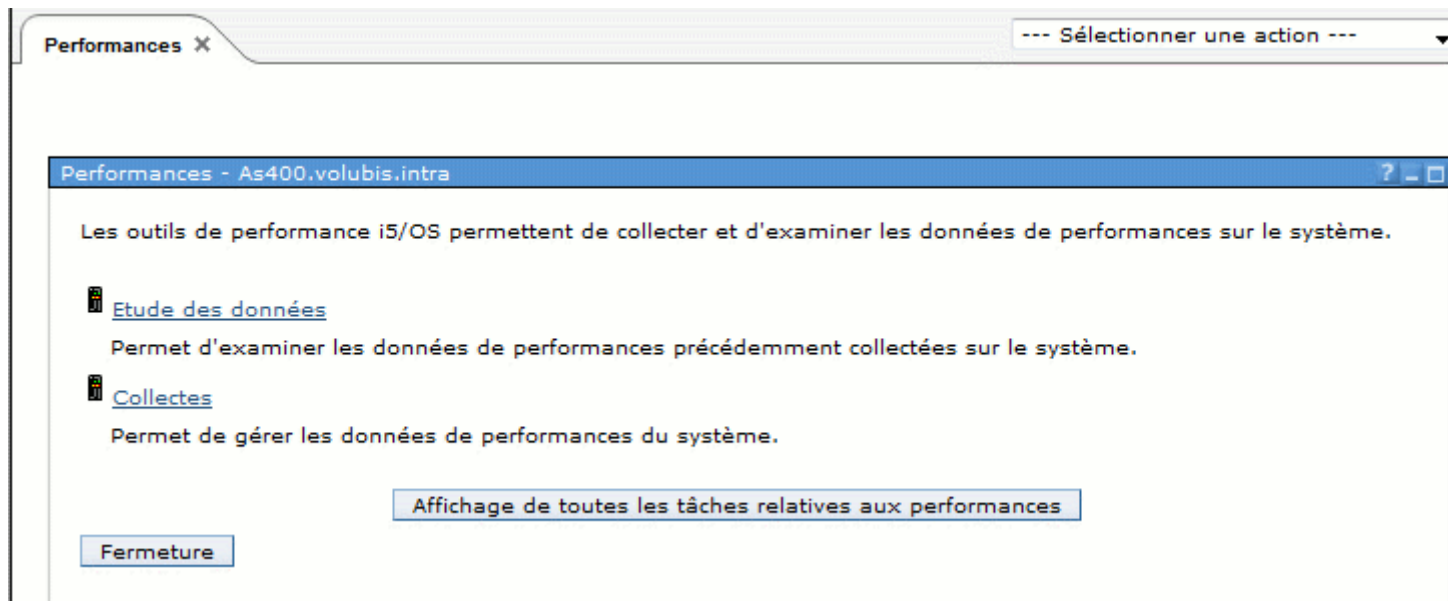 Performances
--- Sélectionner une action ---
Performances - As400.volubis.intra
Les outils de performance i5/OS permettent de collecter et d'examiner les données de performances sur le système.
Etude des données
Permet d'examiner les données de performances précédemment collectées sur le système.
Collectes
Permet de gérer les données de performances du système.
Affichage de toutes les tâches relatives aux performances
Fermeture